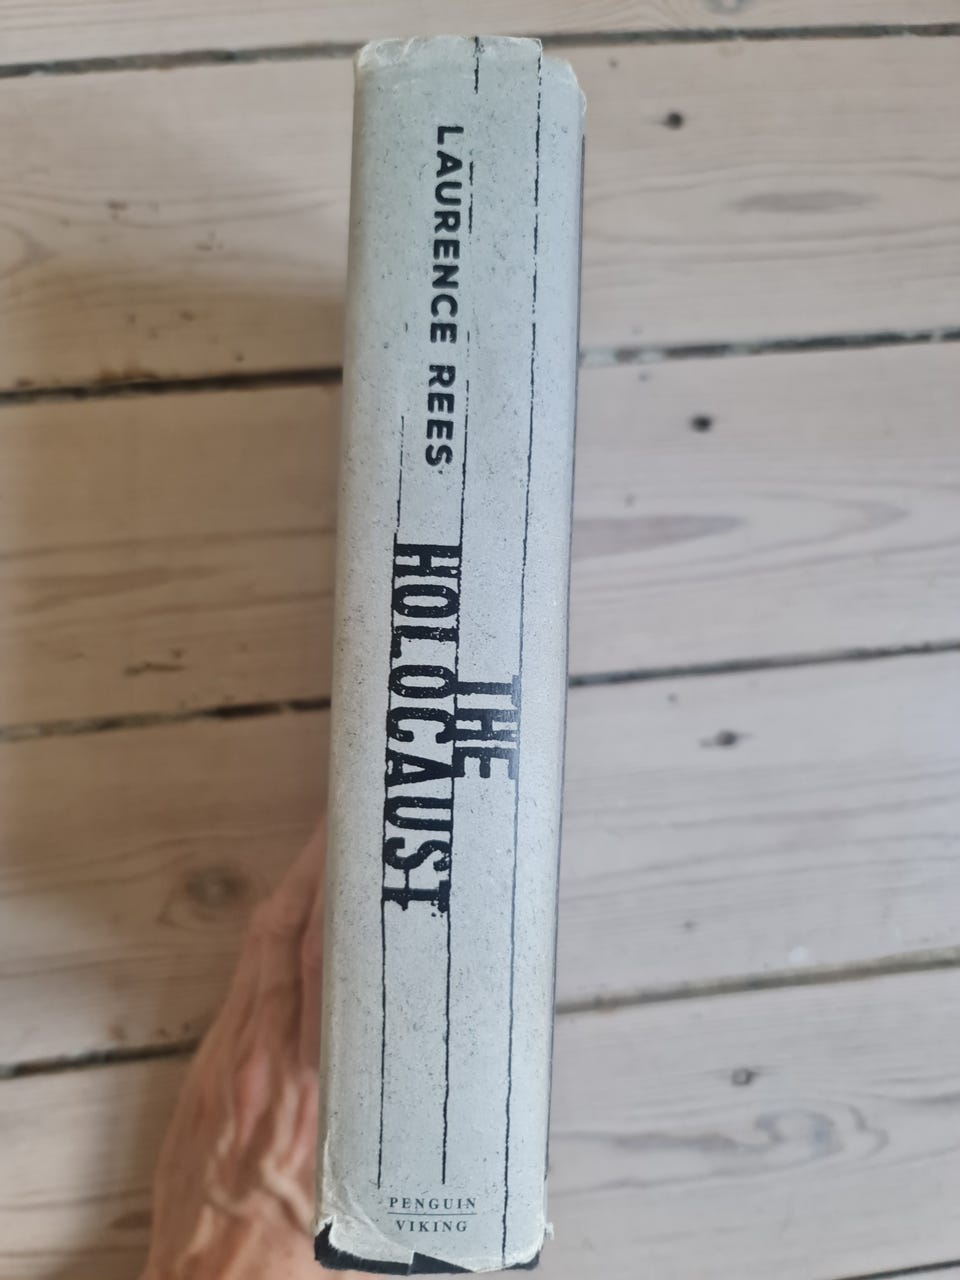 LAURENCE REES
THE
HOLOCAUST
PENGUIN
VIKING